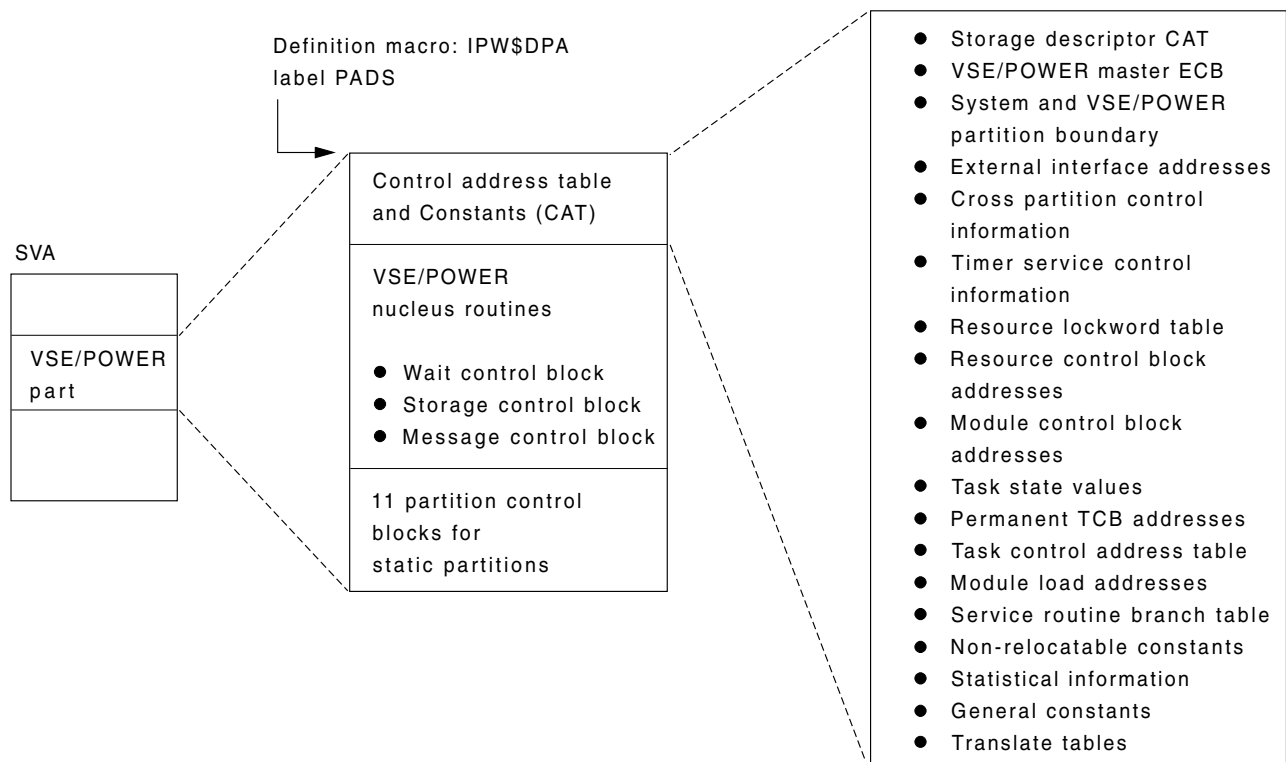 Definition macro: IPW$DPA
label PADS
SVA
VSE/POWER
part
Control address table
and Constants (CAT)
VSE/POWER
nucleus routines
● Wait control block
● Storage control block
● Message control block
11 partition control
blocks for
static partitions
● Storage descriptor CAT
● VSE/POWER master ECB
● System and VSE/POWER
partition boundary
● External interface addresses
● Cross partition control
information
● Timer service control
information
● Resource lockword table
● Resource control block
addresses
● Module control block
addresses
● Task state values
● Permanent TCB addresses
● Task control address table
● Module load addresses
● Service routine branch table
● Non-relocatable constants
● Statistical information
● General constants
● Translate tables